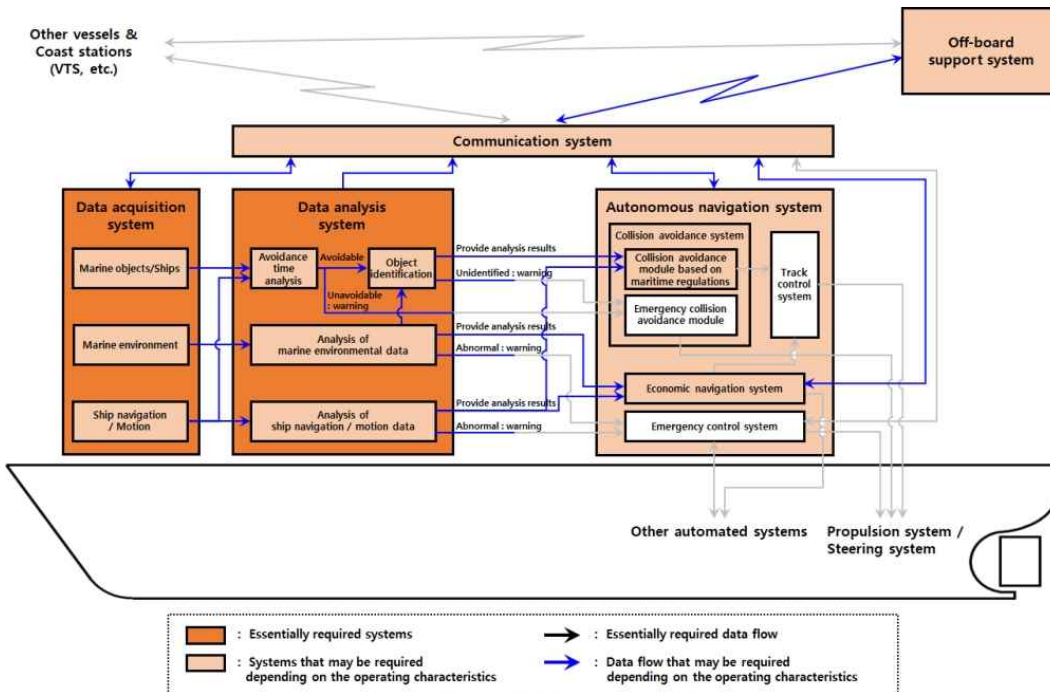 Other vessels &
Coast stations
(VTS, etc.)
Off-board
support system
Communication system
Data acquisition
system
Marine objects/Ships
Marine environment
Ship navigation
/ Motion
Data analysis
system
Avoidance
time
analysis
Avoidable
Object
identification
Unavoidable
: warning
Analysis of
marine environmental data
Analysis of
ship navigation / motion data
Provide analysis results
Unidentified : warning
Provide analysis results
Abnormal : warning
Provide analysis results
Abnormal : warning
Autonomous navigation system
Collision avoidance system
Collision avoidance
module based on
maritime regulations
Emergency collision
avoidance module
Track
control
system
Economic navigation system
Emergency control system
Other automated systems
Propulsion system /
Steering system
: Essentially required systems
: Essentially required data flow
: Systems that may be required
depending on the operating characteristics
: Data flow that may be required
depending on the operating characteristics